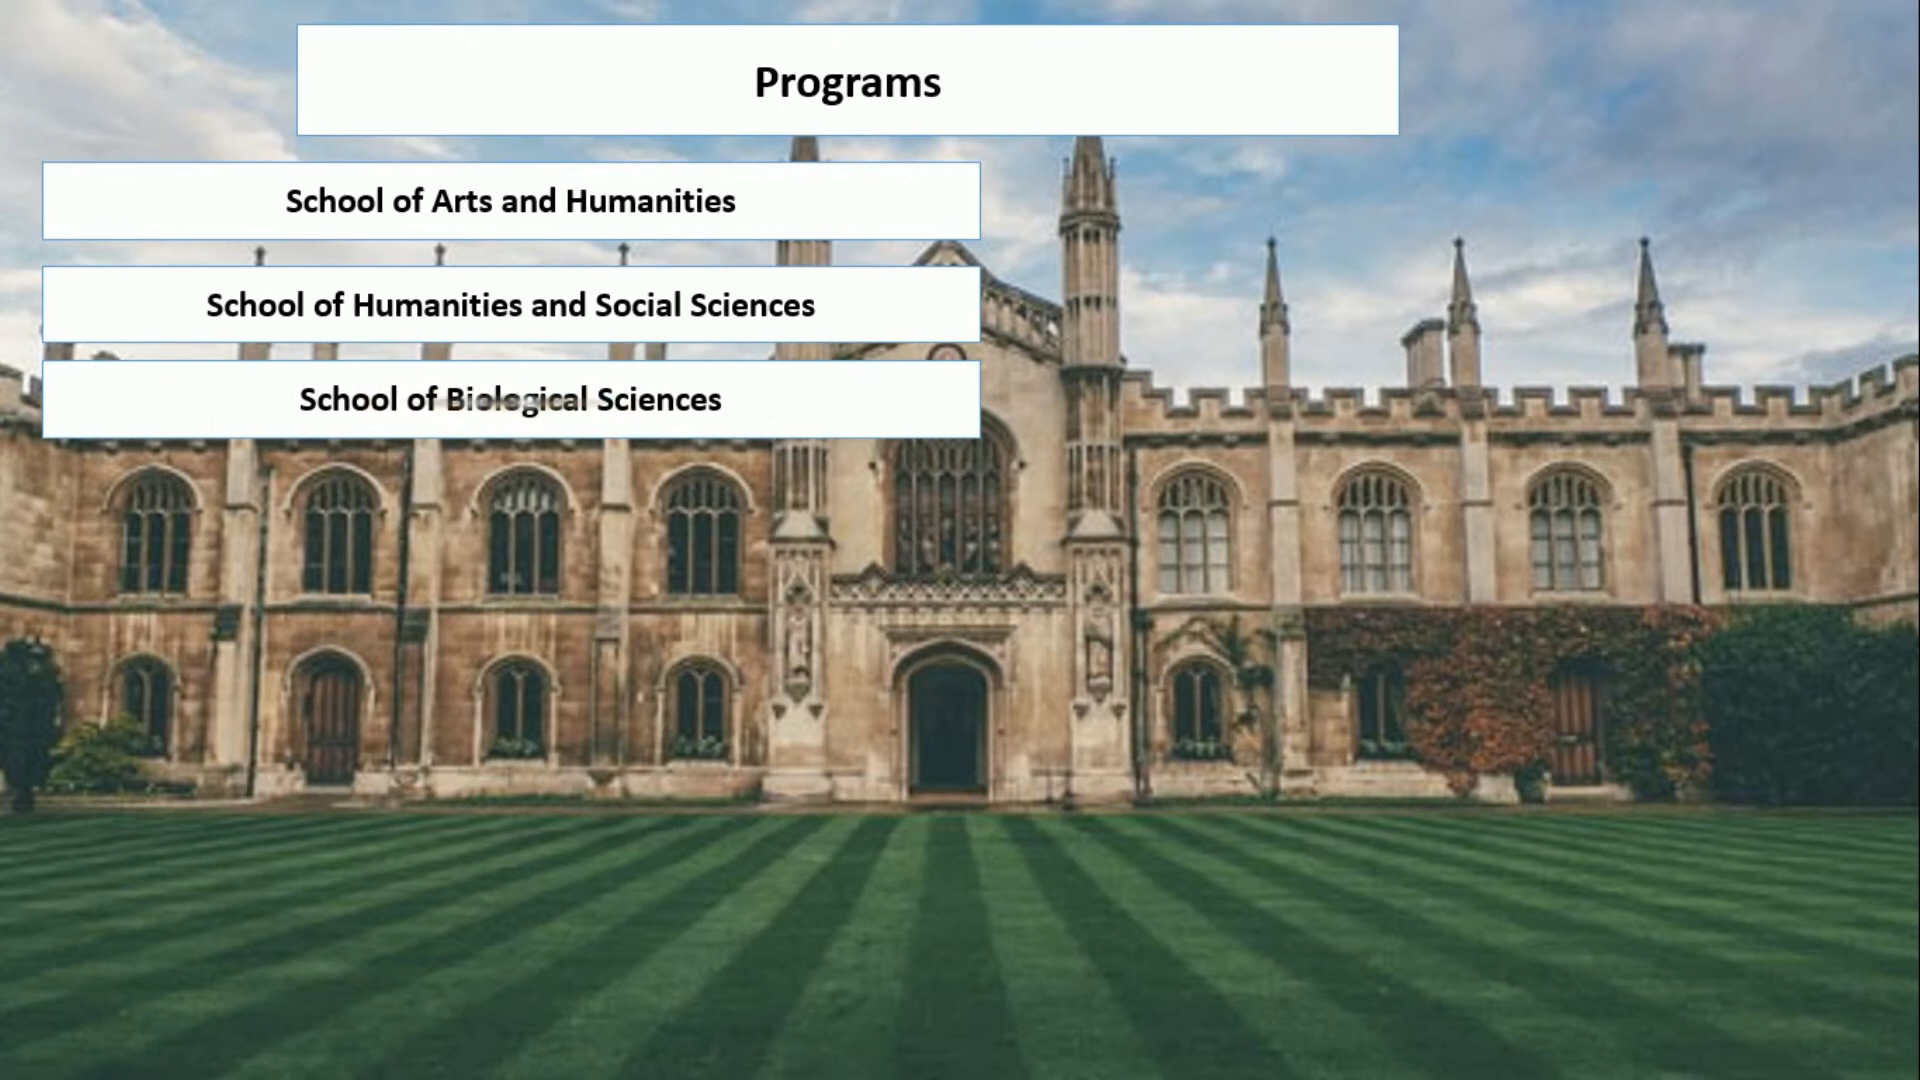 Programs
School of Arts and Humanities
School of Humanities and Social Sciences
School of Biological Sciences